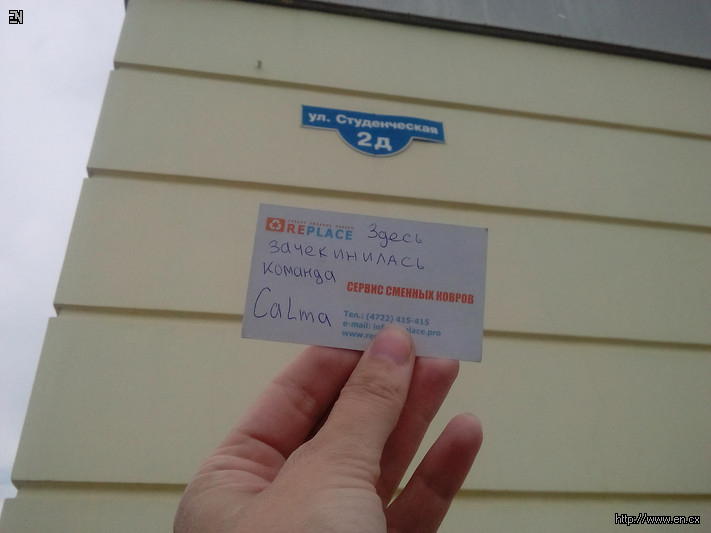 EN
ул. Студенческая
2д
REPLACE
Здесь
зачекинилась
команда
Calma
СЕРВИС СМЕННЫХ КОВРОВ
Тел.: (4722) 415-415
e-mail:
http://www.en.cx